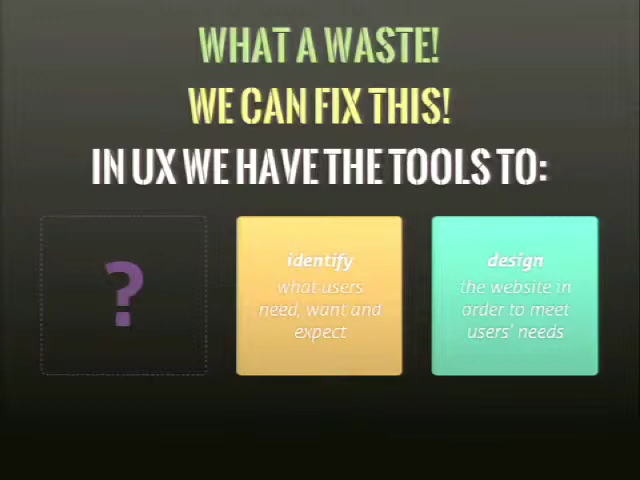 WHAT A WASTE!
WE CAN FIX THIS!
IN UX WE HAVE THE TOOLS TO:
?
identify
what users
need, want and
expect
design
the website in
order to meet
users' needs